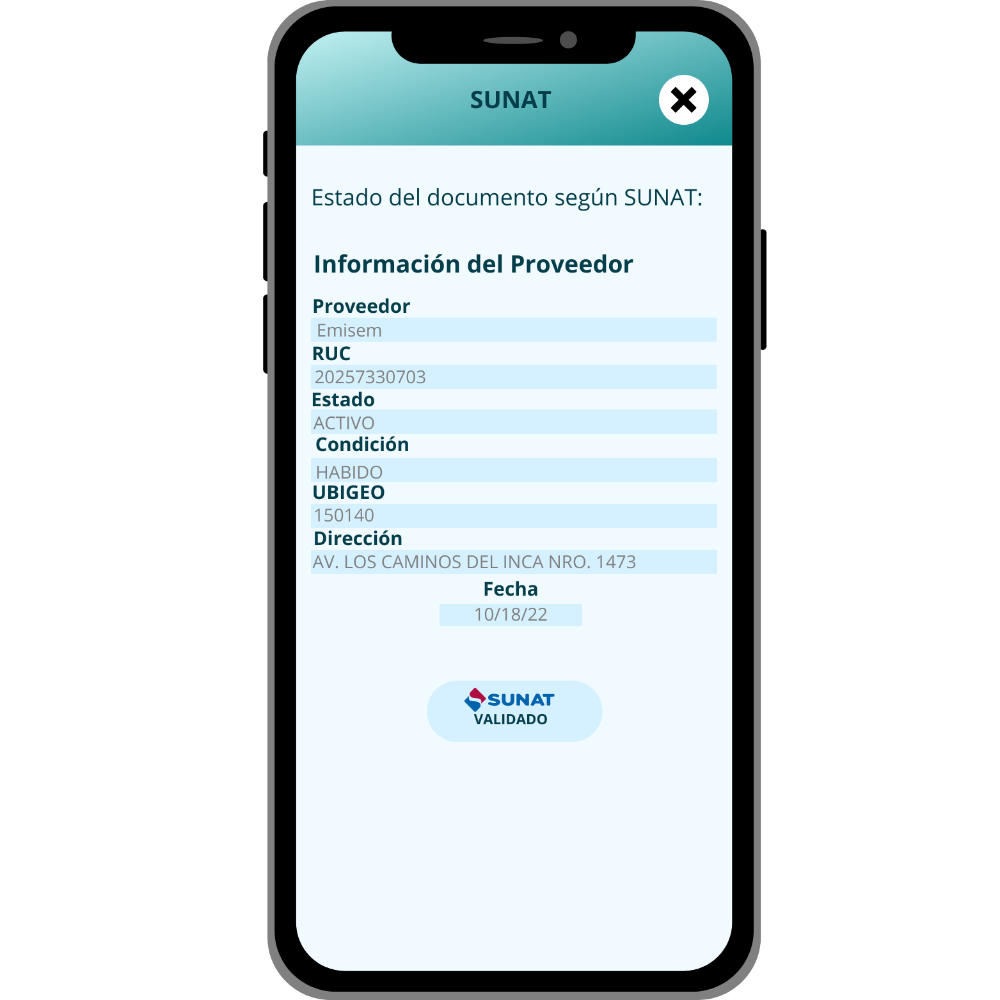 SUNAT
Estado del documento según SUNAT:
Información del Proveedor
Proveedor
Emisem
RUC
20257330703
Estado
ACTIVO
Condición
HABIDO
UBIGEO
150140
Dirección
AV. LOS CAMINOS DEL INCA NRO. 1473
Fecha
10/18/22
SUNAT
VALIDADO